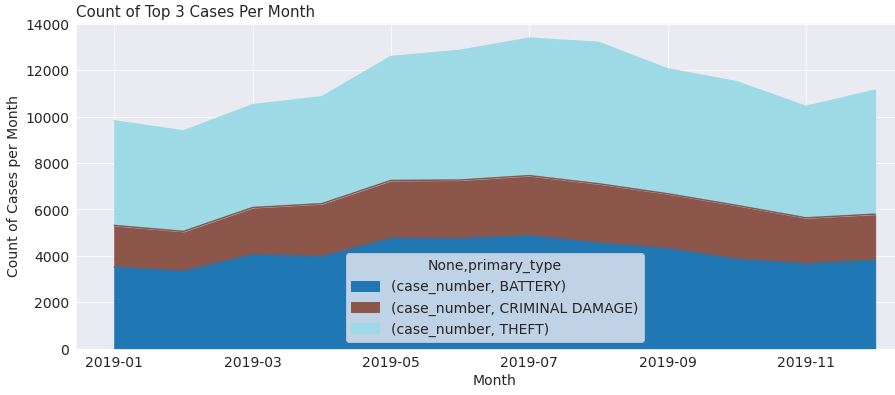 Count of Top 3 Cases Per Month
14000
12000
10000
8000
6000
4000
2000
0
Count of Cases per Month
None,primary_type
(case_number, BATTERY)
(case_number, CRIMINAL DAMAGE)
(case_number, THEFT)
2019-01 2019-03 2019-05 2019-07 2019-09 2019-11
Month